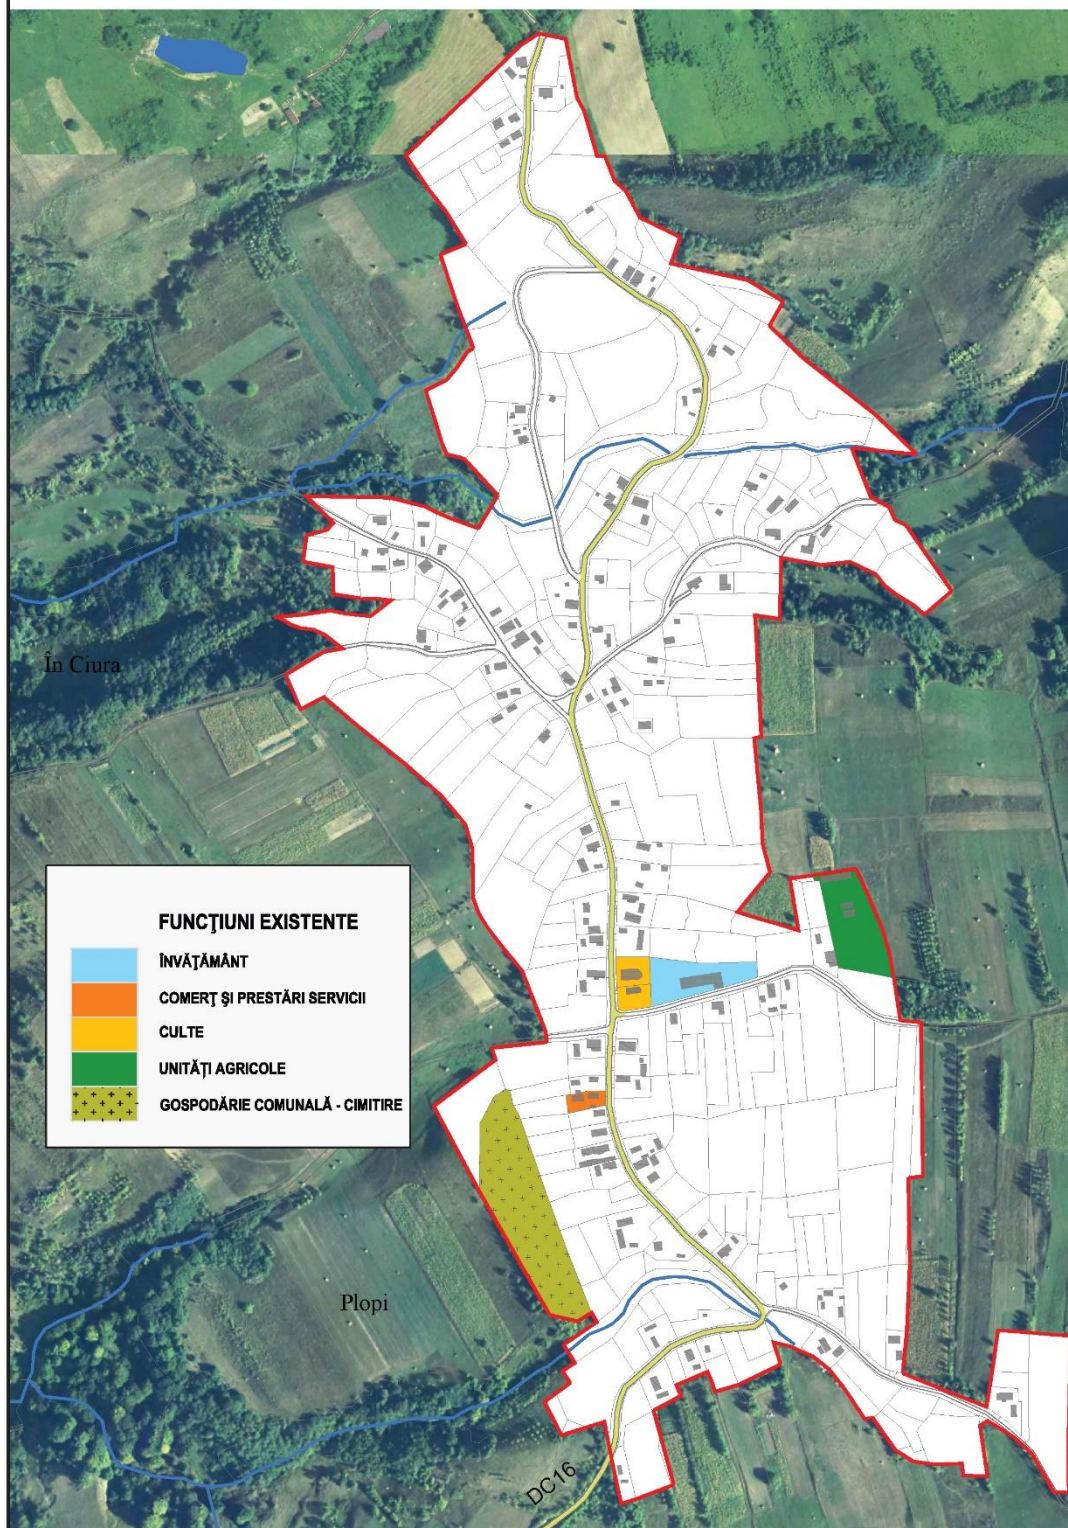 În Ciura
FUNCŢIUNI EXISTENTE
ÎNVĂŢĂMÂNT
COMERŢ ŞI PRESTĂRI SERVICII
CULTE
UNITĂŢI AGRICOLE
GOSPODĂRIE COMUNALĂ - CIMITIRE
Plopi
DC16